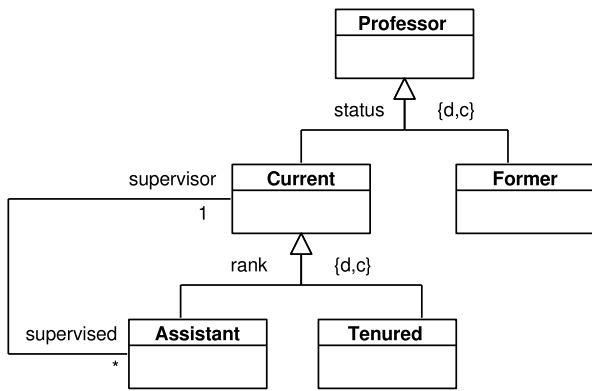 Professor
status {d,c}
supervisor
Current
Former
1
rank {d,c}
supervised
Assistant
Tenured
*